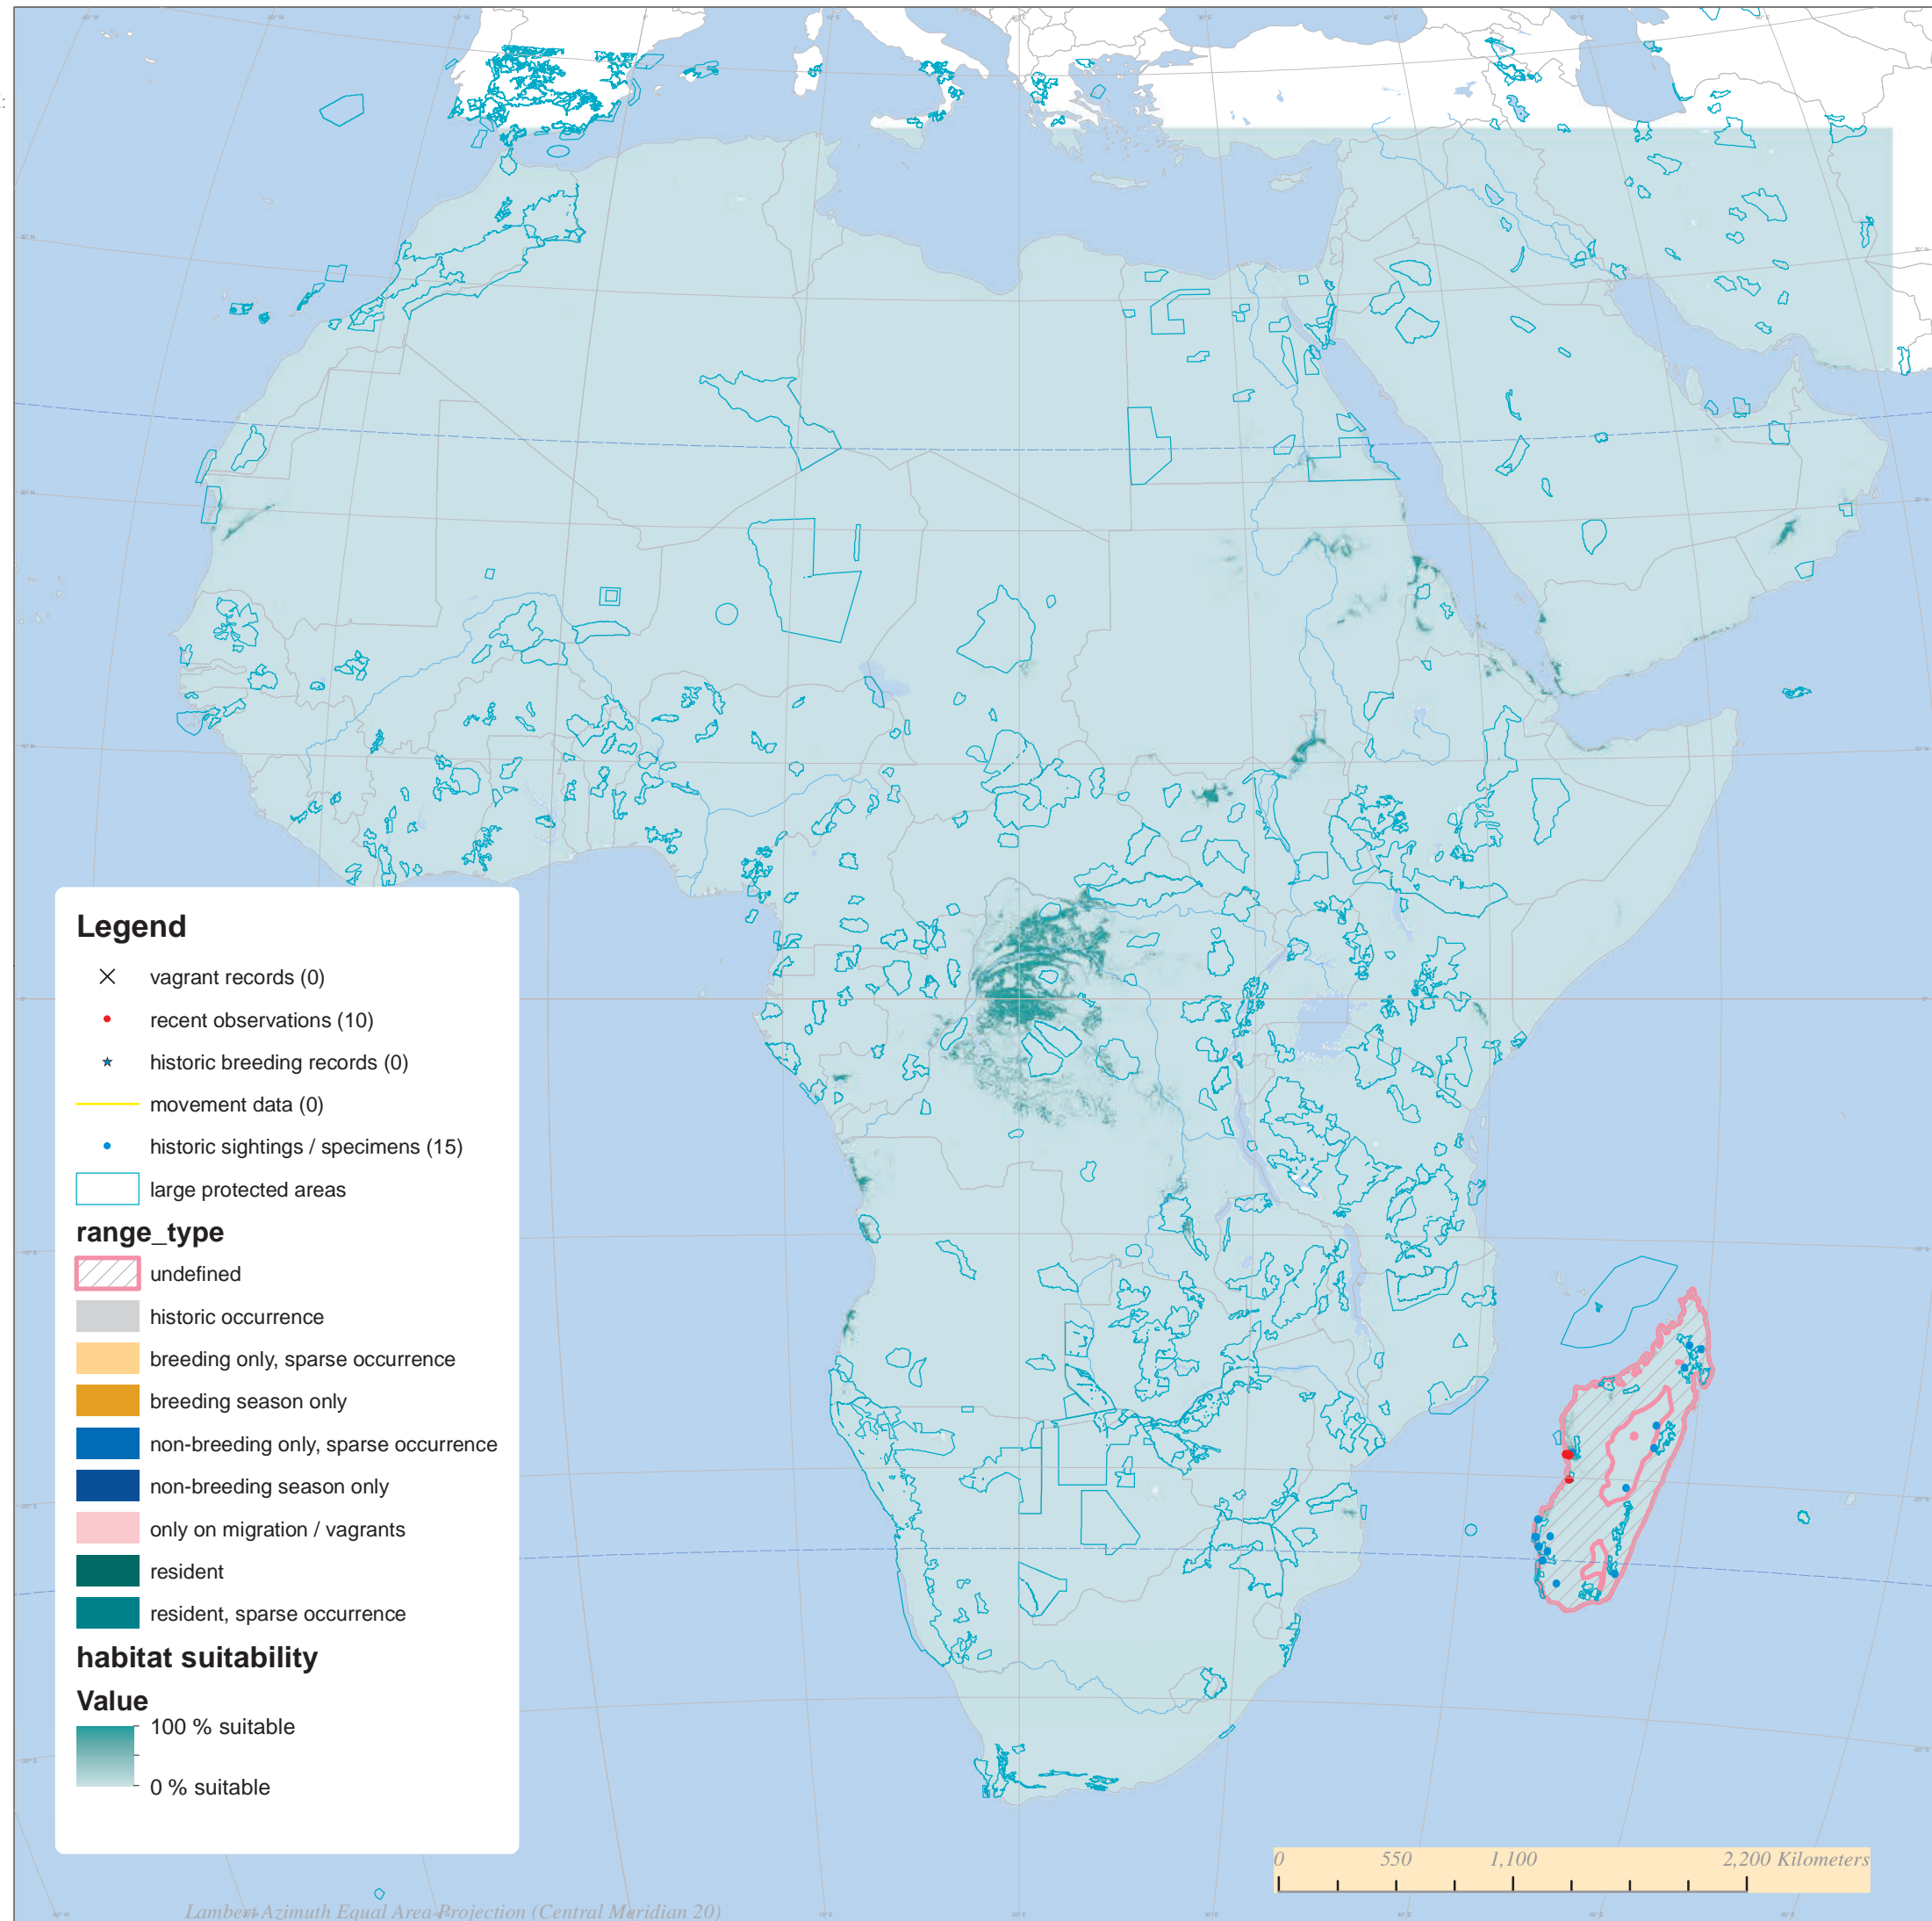 Legend
vagrant records (0)
recent observations (10)
historic breeding records (0)
movement data (0)
historic sightings / specimens (15)
large protected areas
range_type
undefined
historic occurrence
breeding only, sparse occurrence
breeding season only
non-breeding only, sparse occurrence
non-breeding season only
only on migration / vagrants
resident
resident, sparse occurrence
habitat suitability
Value
100 % suitable
0 % suitable
0 550 1,100 2,200 Kilometers
Lambert Azimuth Equal Area Projection (Central Meridian 20)